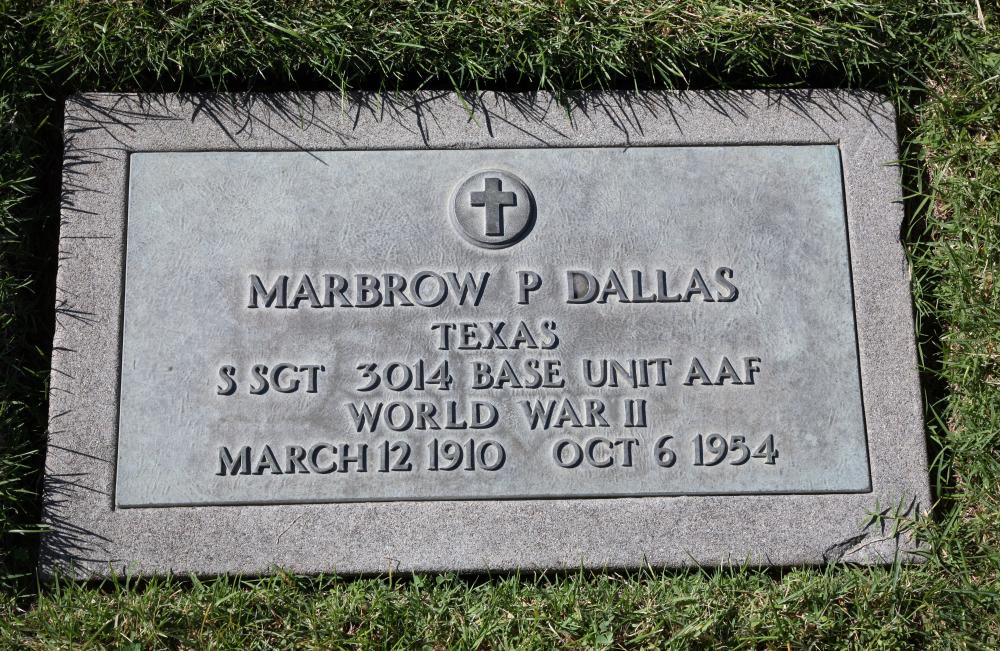 MARBROW P DALLAS
TEXAS
S SGT 3014 BASE UNIT AAF
WORLD WAR II
MARCH 12 1910 OCT 6 1954